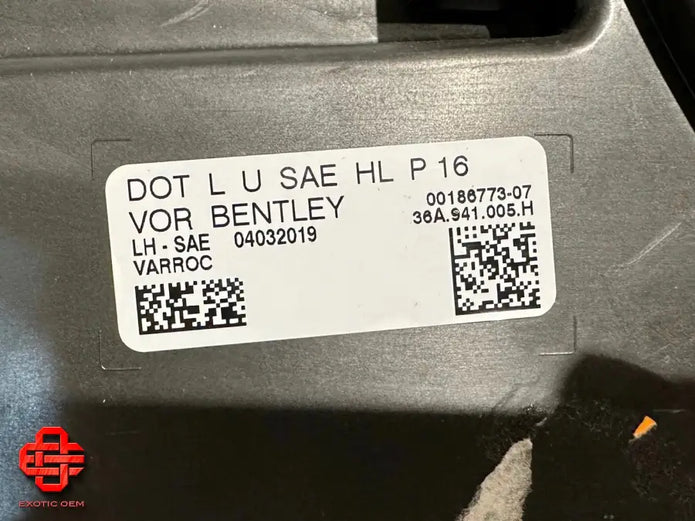 DOT L U SAE HL P 16
VOR BENTLEY
00186773-07
36A.941.005.H
LH - SAE 04032019
VARROC
EXOTIC OEM